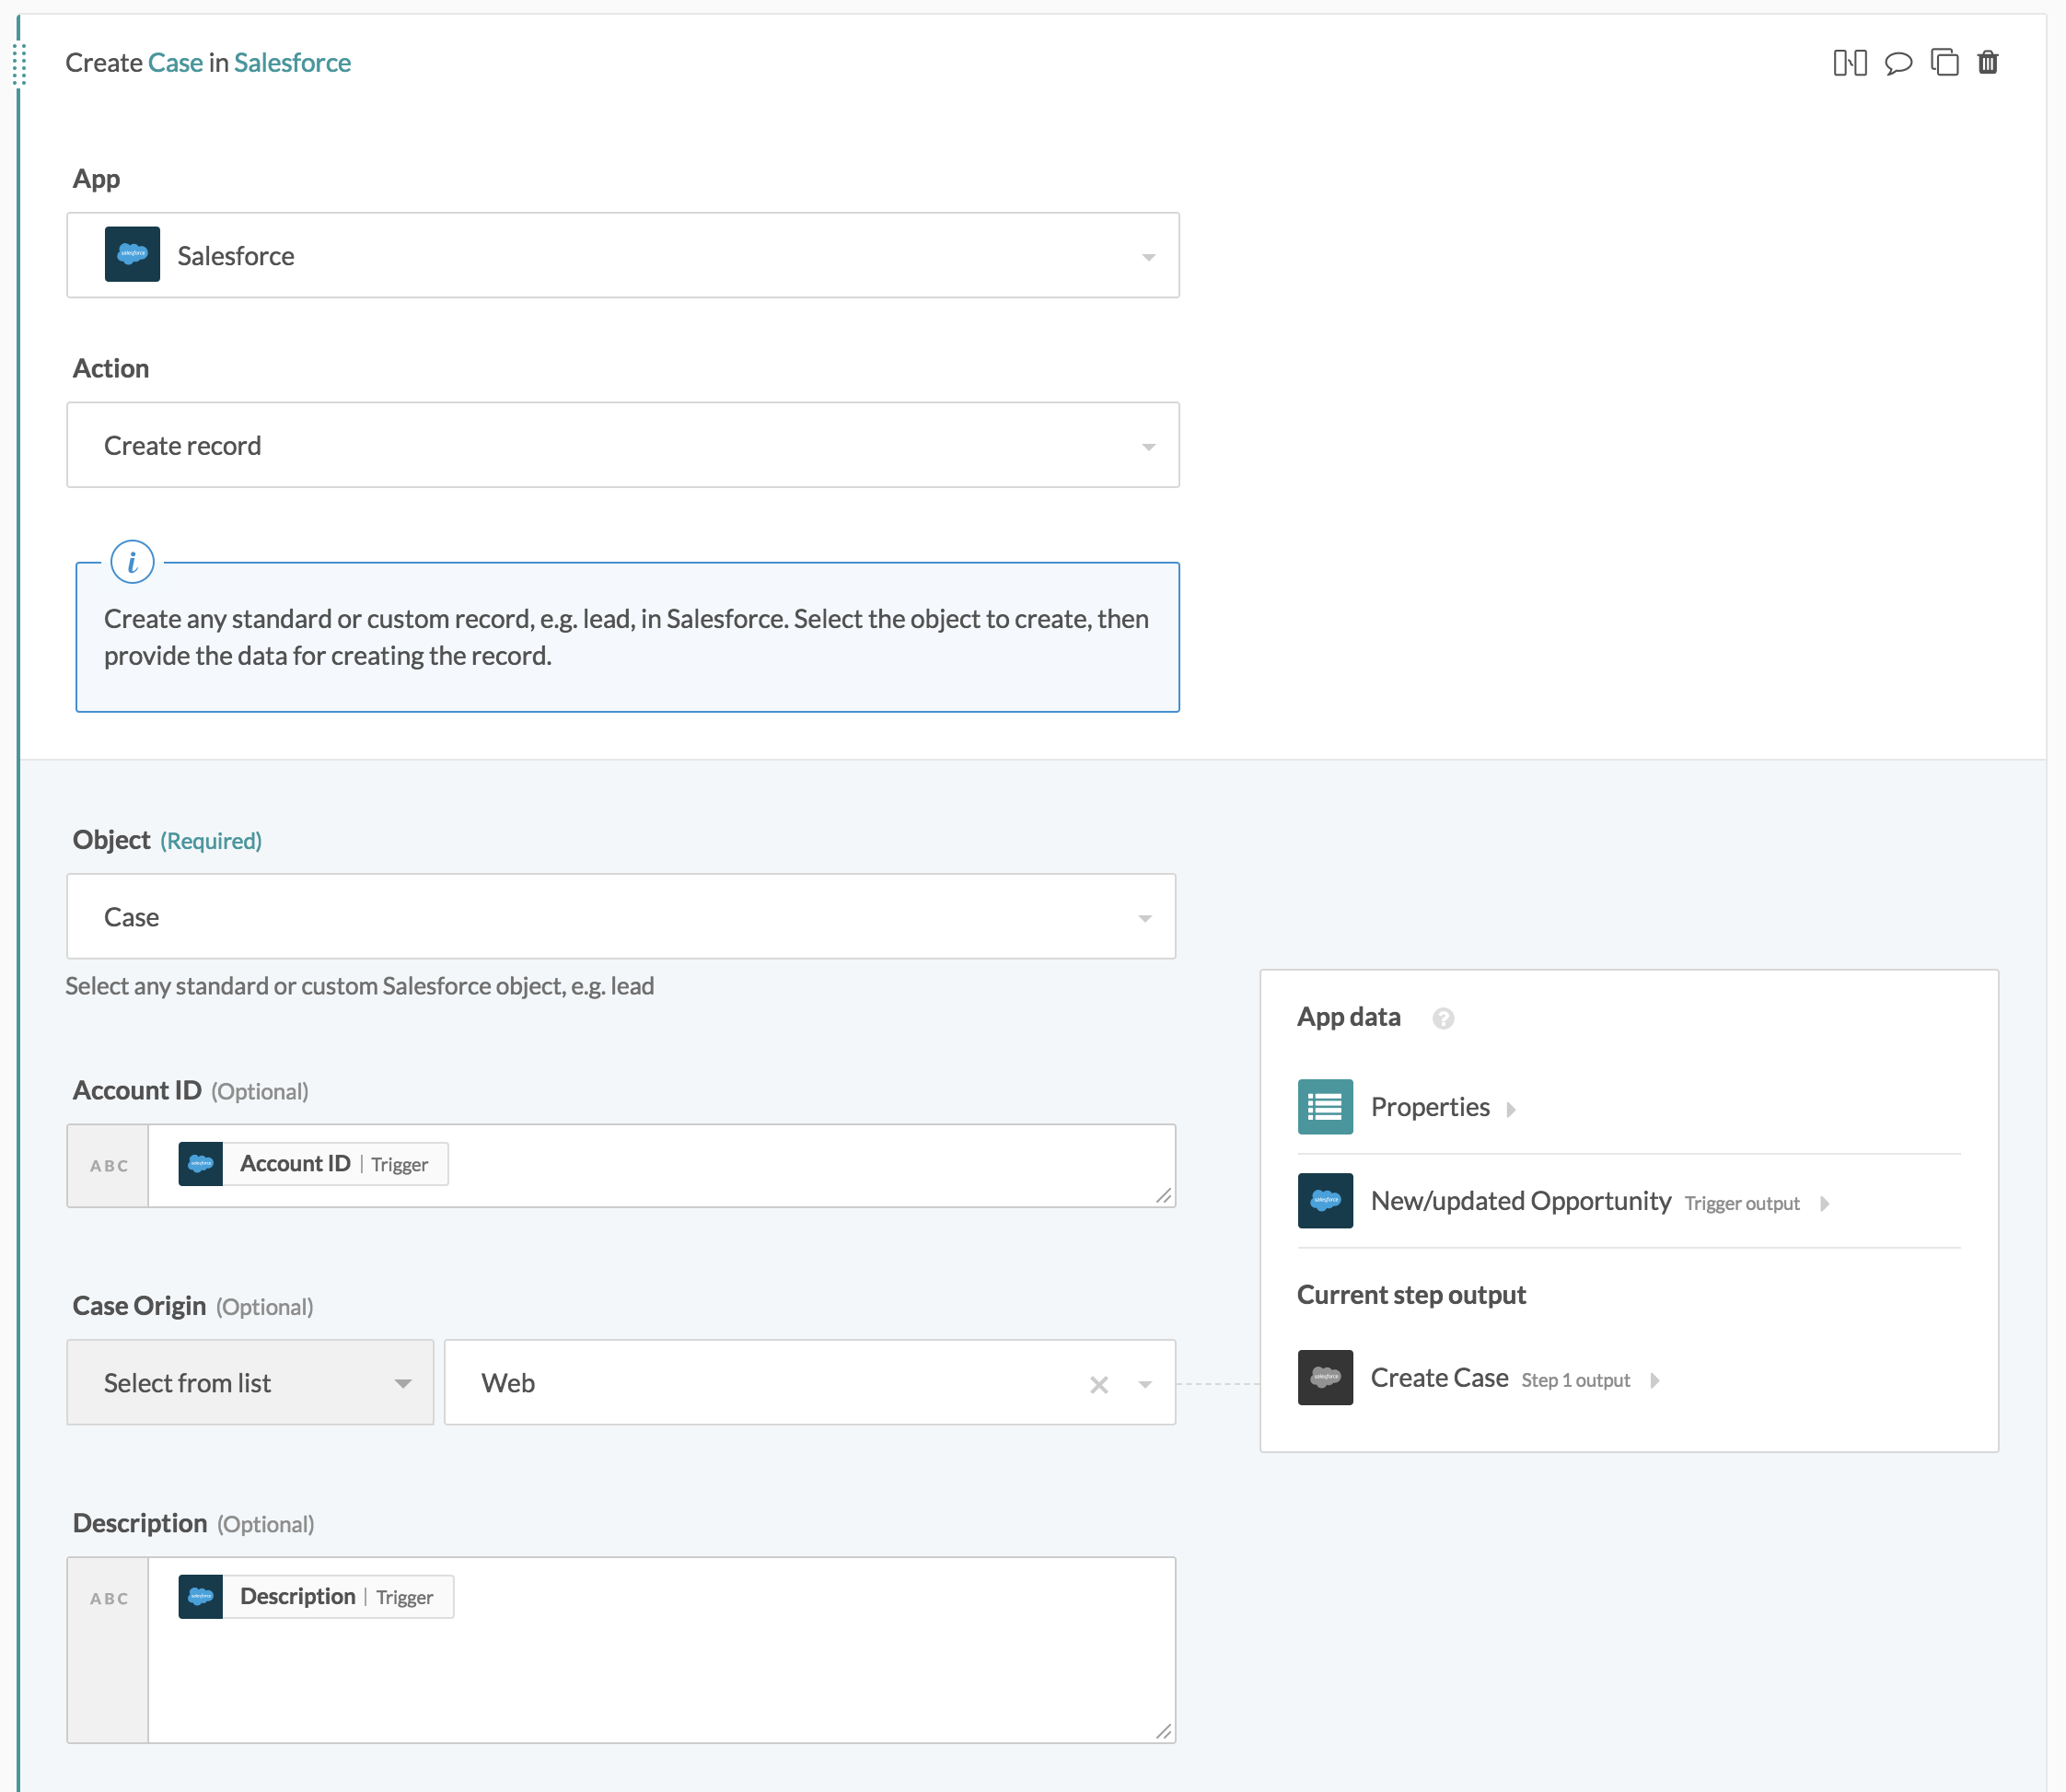 Create Case in Salesforce
App
Salesforce
Action
Create record
i
Create any standard or custom record, e.g. lead, in Salesforce. Select the object to create, then
provide the data for creating the record.
Object (Required)
Case
Select any standard or custom Salesforce object, e.g. lead
Account ID (Optional)
ABC
Account ID | Trigger
Case Origin (Optional)
Select from list
Web
Description (Optional)
ABC
Description | Trigger
App data ?
Properties
New/updated Opportunity Trigger output
Current step output
Create Case Step 1 output